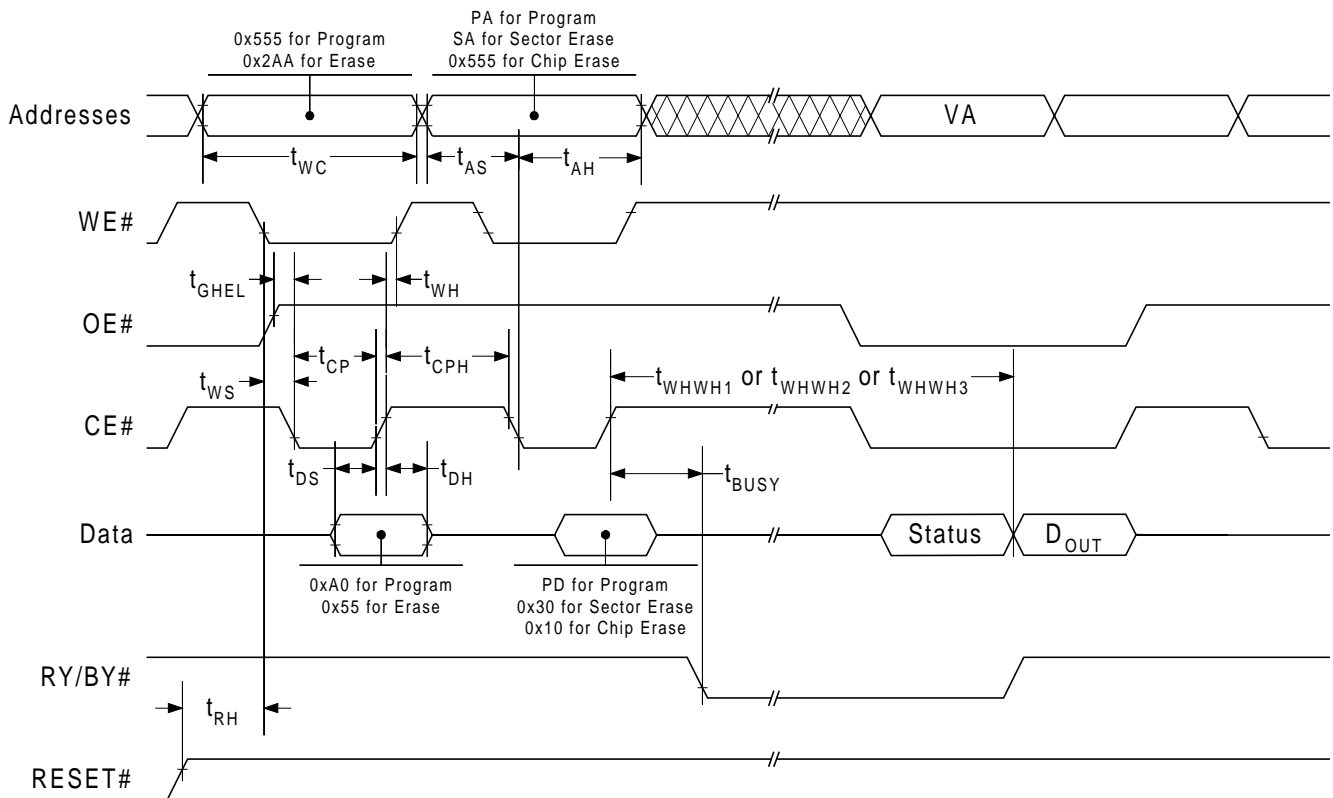 0x555 for Program
0x2AA for Erase
PA for Program
SA for Sector Erase
0x555 for Chip Erase
Addresses
VA
tWC
tAS
tAH
WE#
tGHEL
tWH
OE#
tCP
tCPH
tWS
tWHWH1 or tWHWH2 or tWHWH3
CE#
tDS
tDH
tBUSY
Data
Status
DOUT
0xA0 for Program
0x55 for Erase
PD for Program
0x30 for Sector Erase
0x10 for Chip Erase
RY/BY#
tRH
RESET#